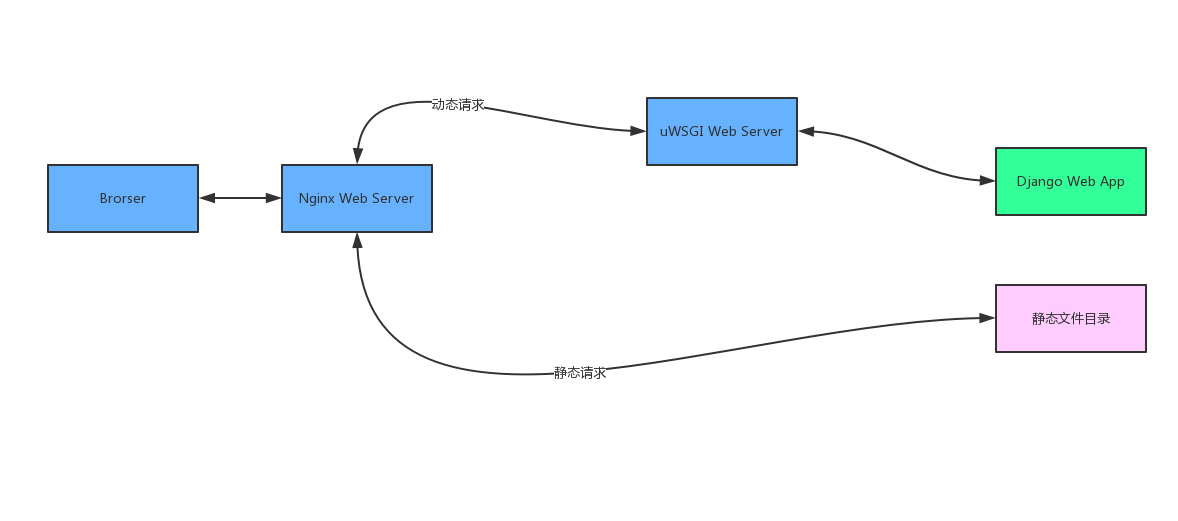 动态请求
uWSGI Web Server
Brorser
Nginx Web Server
Django Web App
静态文件目录
静态请求